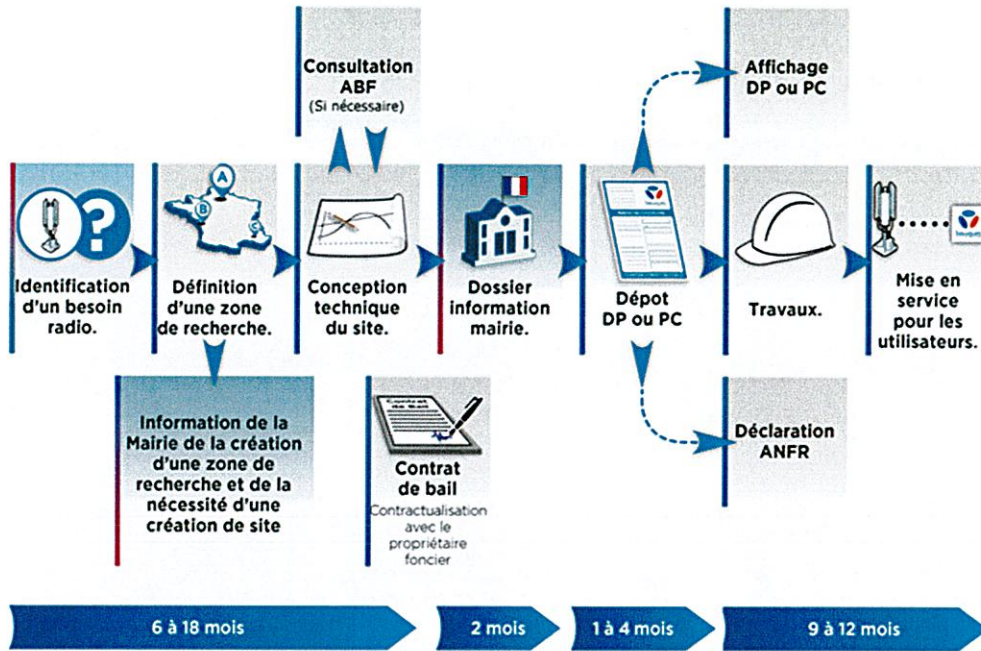 Consultation
ABF
(Si nécessaire)
Affichage
DP ou PC
A
B
C
Identification
d'un besoin
radio.
Définition
d'une zone
de recherche.
Conception
technique
du site.
Dossier
information
mairie.
Dépot
DP ou PC
Travaux.
Mise en
service
pour les
utilisateurs.
Information de la
Mairie de la création
d'une zone de
recherche et de la
nécessité d'une
création de site
Contrat
de Bail
Contrat
de bail
Contractualisation
avec le
propriétaire
foncier
Déclaration
ANFR
6 à 18 mois
2 mois
1 à 4 mois
9 à 12 mois